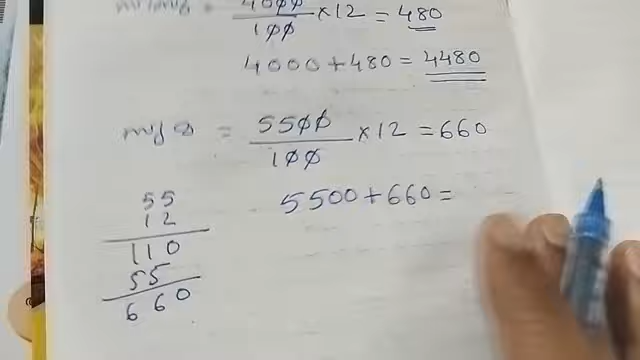 4000/100 × 12 = 480
4000 + 480 = 4480
= 5500/100 × 12 = 660
5500 + 660 =
55
12
110
55
660